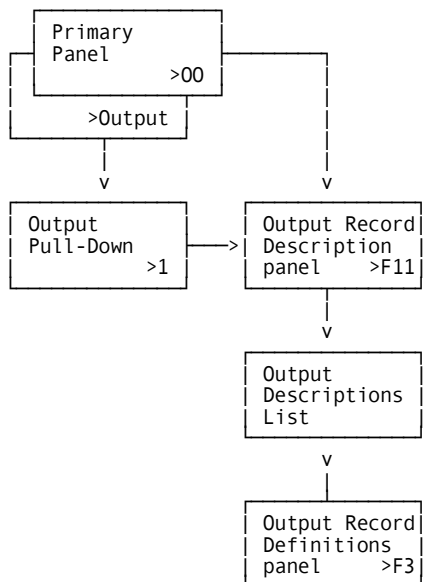 Primary
Panel
>OO
>Output
v
v
Output
Pull-Down
>1
>
Output Record
Description
panel >F11
v
Output
Descriptions
List
v
Output Record
Definitions
panel >F3